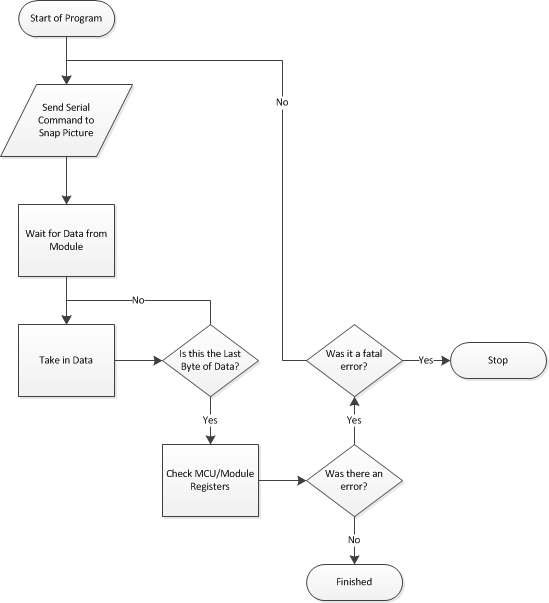 Start of Program
No
Send Serial
Command to
Snap Picture
Wait for Data from
Module
No
Take in Data
Is this the Last
Byte of Data?
Was it a fatal
error?
Yes
Stop
Yes
Yes
Check MCU/Module
Registers
Was there an
error?
No
Finished